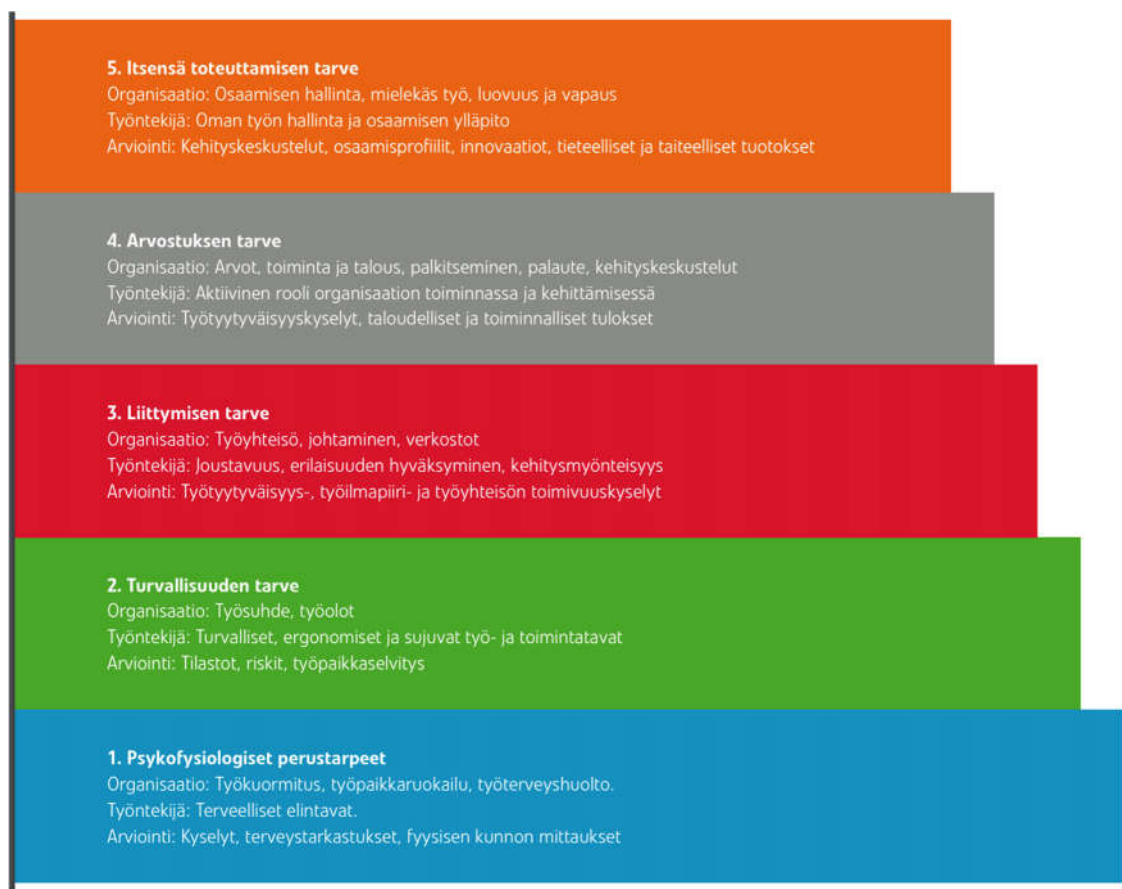 5. Itsensä toteuttamisen tarve
Organisaatio: Osaamisen hallinta, mielekäs työ, luovuus ja vapaus
Työntekijä: Oman työn hallinta ja osaamisen ylläpito
Arviointi: Kehityskeskustelut, osaamisprofiilit, innovaatiot, tieteelliset ja taiteelliset tuotokset
4. Arvostuksen tarve
Organisaatio: Arvot, toiminta ja talous, palkitseminen, palaute, kehityskeskustelut
Työntekijä: Aktiivinen rooli organisaation toiminnassa ja kehittämisessä
Arviointi: Työtyytyväisyyskyselyt, taloudelliset ja toiminnalliset tulokset
3. Liittymisen tarve
Organisaatio: Työyhteisö, johtaminen, verkostot
Työntekijä: Joustavuus, erilaisuuden hyväksyminen, kehitysmyönteisyys
Arviointi: Työtyytyväisyys-, työilmapiiri- ja työyhteisön toimivuuskyselyt
2. Turvallisuuden tarve
Organisaatio: Työsuhde, työolot
Työntekijä: Turvalliset, ergonomiset ja sujuvat työ- ja toimintatavat
Arviointi: Tilastot, riskit, työpaikkaselvitys
1. Psykofysiologiset perustarpeet
Organisaatio: Työkuormitus, työpaikkaruokailu, työterveyshuolto.
Työntekijä: Terveelliset elintavat.
Arviointi: Kyselyt, terveystarkastukset, fyysisen kunnon mittaukset